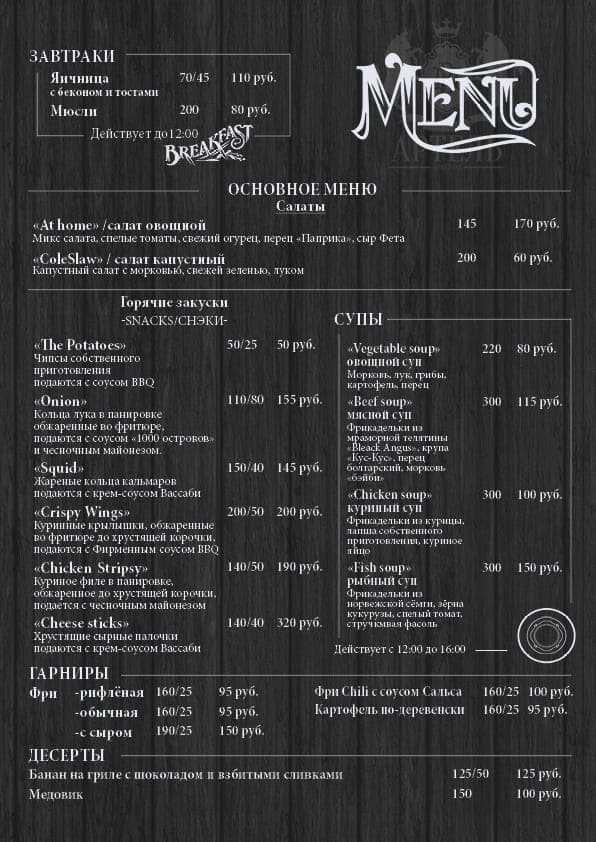 ЗАВТРАКИ
Яичница 70/45 110 руб.
с беконом и тостами
Мюсли 200 80 руб.
Действует до12:00
BREAKFAST
MENU
АРТЕЛЬ
ОСНОВНОЕ МЕНЮ
Салаты
«At home» /салат овощной 145 170 руб.
Микс салата, спелые томаты, свежий огурец, перец «Паприка», сыр Фета
«ColeSlaw» / салат капустный 200 60 руб.
Капустный салат с морковью, свежей зеленью, луком
Горячие закуски
-SNACKS/СНЭКИ-
«The Potatoes» 50/25 50 руб.
Чипсы собственного
приготовления
подаются с соусом BBQ
«Onion» 110/80 155 руб.
Кольца лука в панировке
обжаренные во фритюре,
подаются с соусом «1000 островов»
и чесночным майонезом.
«Squid» 150/40 145 руб.
Жареные кольца кальмаров
подаются с крем-соусом Вассаби
«Crispy Wings» 200/50 200 руб.
Куринные крылышки, обжаренные
во фритюре до хрустящей корочки,
подаются с Фирменным соусом BBQ
«Chicken Stripsy» 140/50 190 руб.
Куриное филе в панировке,
обжаренное до хрустящей корочки,
подается с чесночным майонезом
«Cheese sticks» 140/40 320 руб.
Хрустящие сырные палочки
подаются с крем-соусом Вассаби
СУПЫ
«Vegetable soup» 220 80 руб.
овощной суп
Морковь, лук, грибы,
картофель, перец
«Beef soup» 300 115 руб.
мясной суп
Фрикадельки из
мраморной телятины
«Bleack Angus», крупа
«Кус-Кус», перец
болгарский, морковь
«бэйби»
«Chicken soup» 300 100 руб.
куриный суп
Фрикадельки из курицы,
лапша собственного
приготовления, куриное
яйцо
«Fish soup» 300 150 руб.
рыбный суп
Фрикадельки из
норвежской сёмги, зёрна
кукурузы, спелый томат,
стручквая фасоль
Действует с 12:00 до 16:00
ГАРНИРЫ
Фри -рифлёная 160/25 95 руб.
-обычная 160/25 95 руб.
-с сыром 190/25 150 руб.
Фри Chili с соусом Сальса 160/25 100 руб.
Картофель по-деревенски 160/25 95 руб.
ДЕСЕРТЫ
Банан на гриле с шоколадом и взбитыми сливками 125/50 125 руб.
Медовик 150 100 руб.